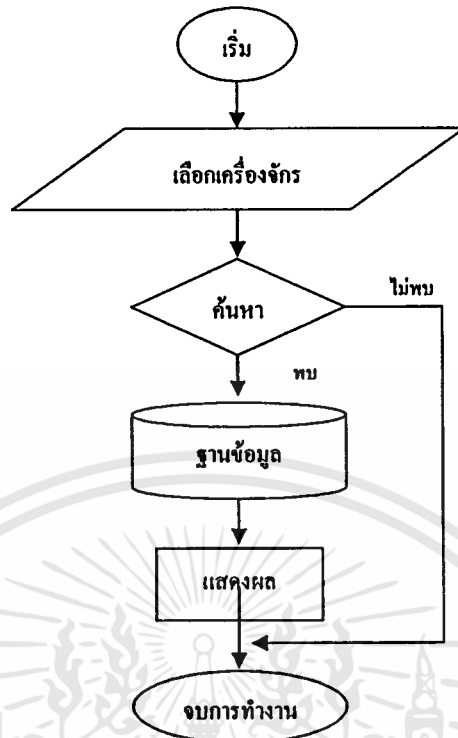 เริ่ม
เลือกเครื่องจักร
ค้นหา
ไม่พบ
พบ
ฐานข้อมูล
แสดงผล
จบการทำงาน